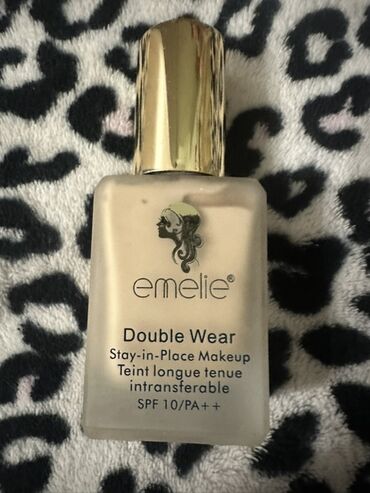 emelie®
Double Wear
Stay-in-Place Makeup
Teint longue tenue
intransferable
SPF 10/PA++